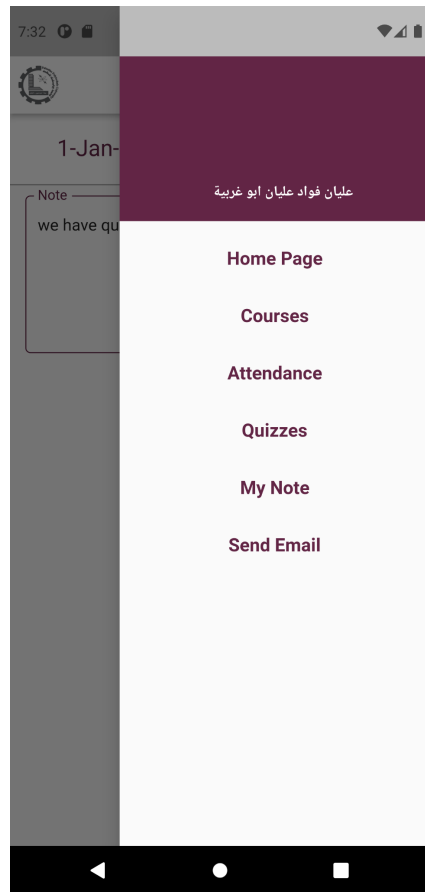 7:32
1-Jan-
Note
we have qu
عليان فواد عليان ابو غربية
Home Page
Courses
Attendance
Quizzes
My Note
Send Email